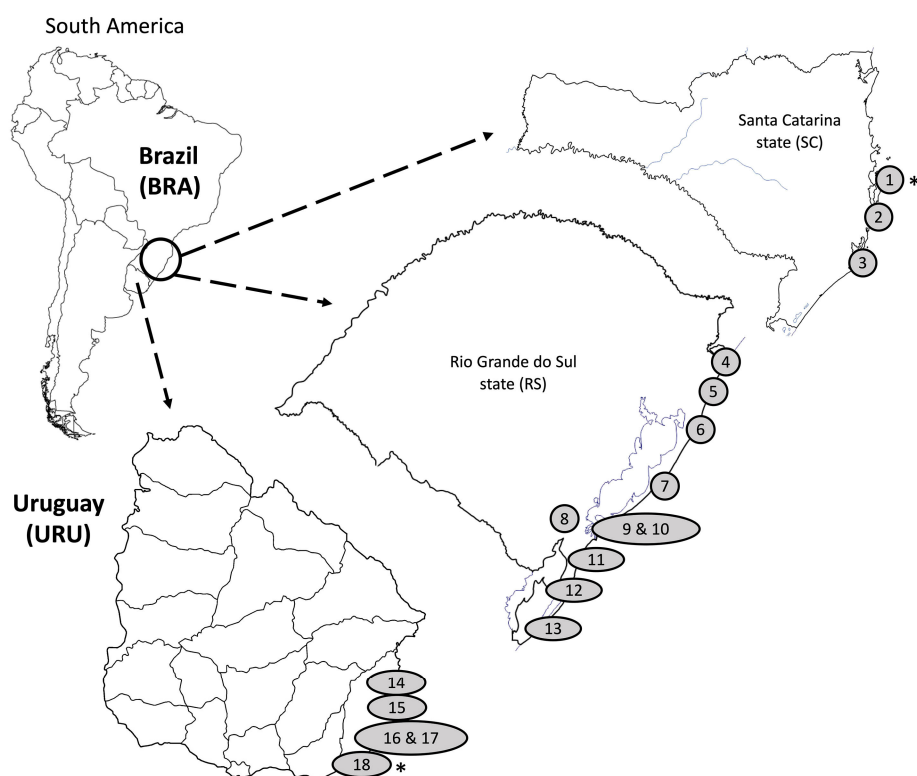 South America
Brazil
(BRA)
Santa Catarina
state (SC)
1 *
2
3
Rio Grande do Sul
state (RS)
4
5
6
7
8
9 & 10
11
12
13
Uruguay
(URU)
14
15
16 & 17
18 *